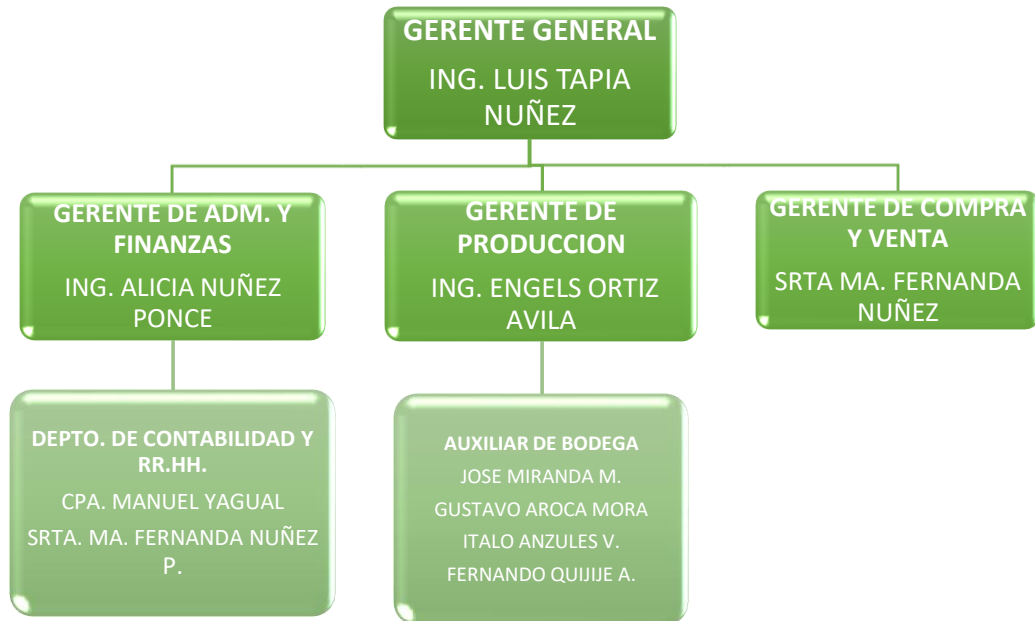 GERENTE GENERAL
ING. LUIS TAPIA
NUÑEZ
GERENTE DE ADM. Y
FINANZAS
ING. ALICIA NUÑEZ
PONCE
GERENTE DE
PRODUCCION
ING. ENGELS ORTIZ
AVILA
GERENTE DE COMPRA
Y VENTA
SRTA MA. FERNANDA
NUÑEZ
DEPTO. DE CONTABILIDAD Y
RR.HH.
CPA. MANUEL YAGUAL
SRTA. MA. FERNANDA NUÑEZ
P.
AUXILIAR DE BODEGA
JOSE MIRANDA M.
GUSTAVO AROCA MORA
ITALO ANZULES V.
FERNANDO QUIJIJE A.